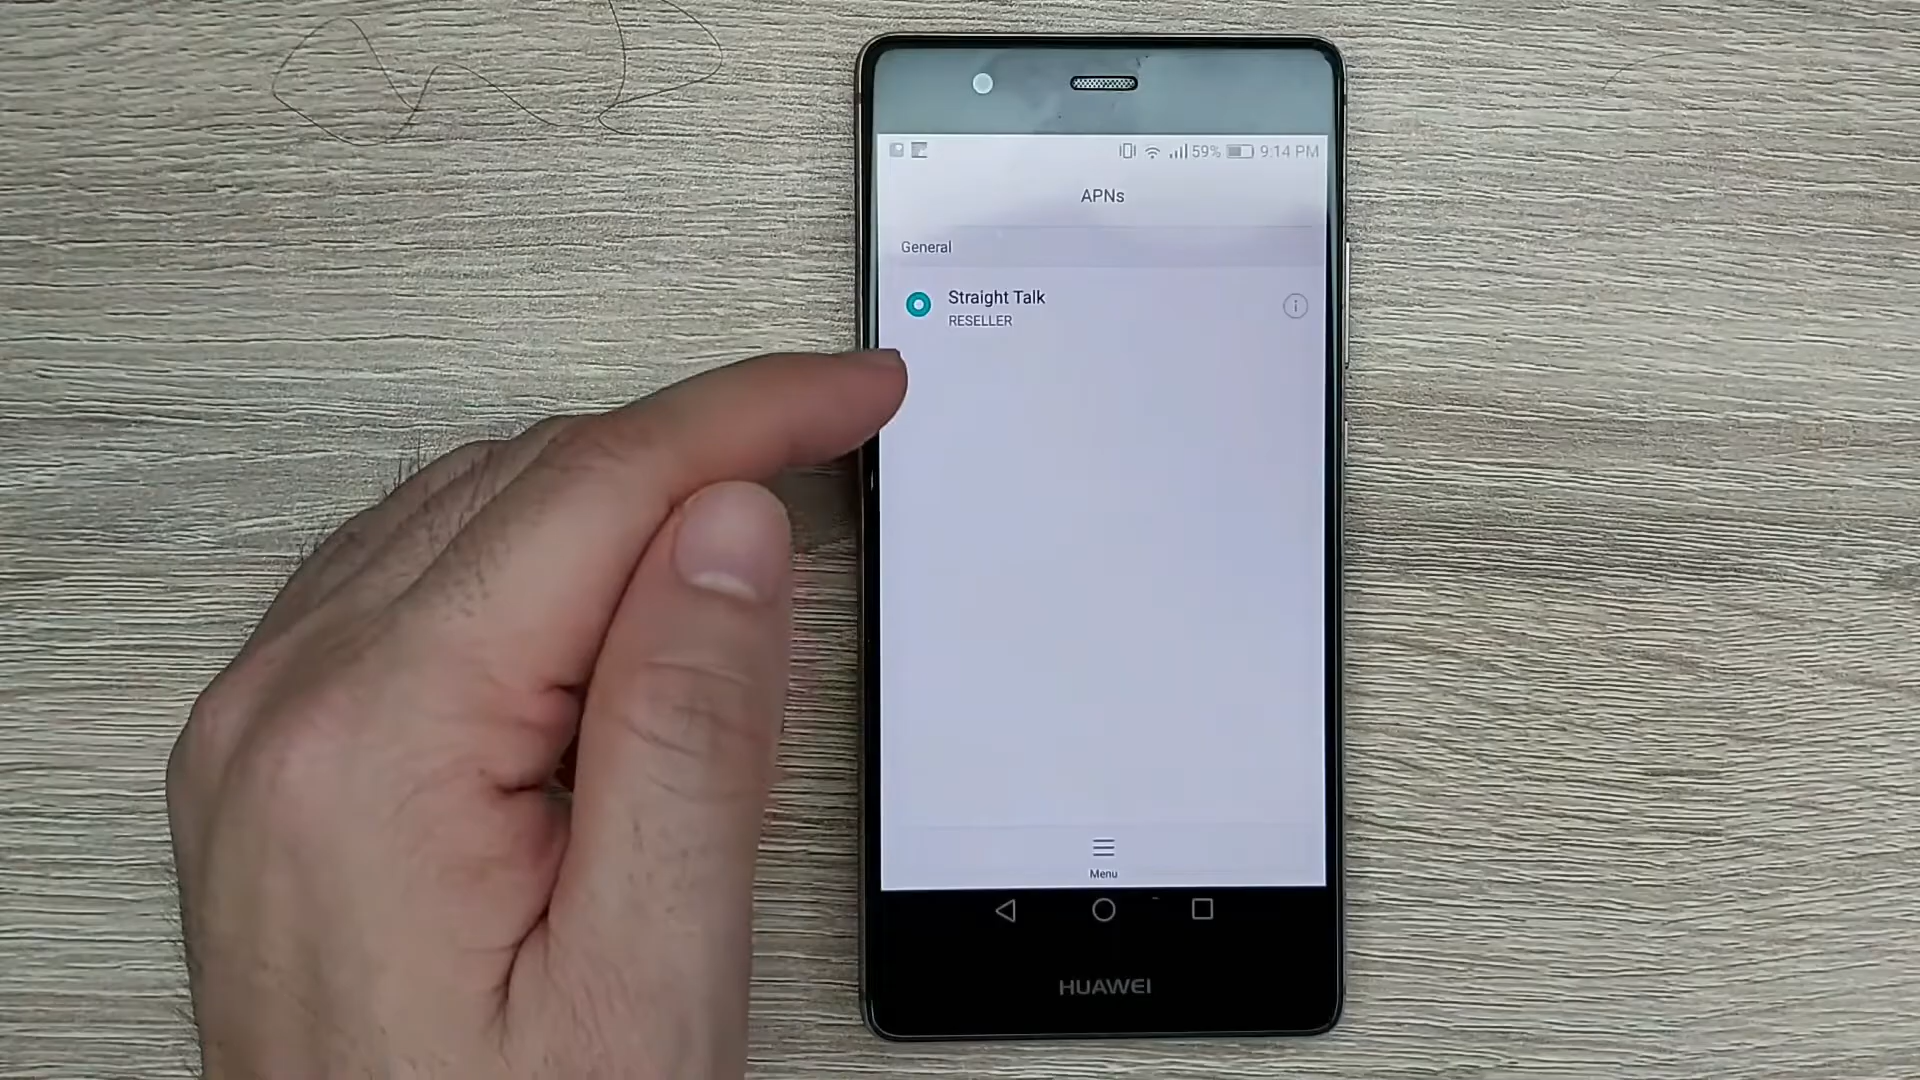 59% 9:14 PM
APNs
General
Straight Talk
RESELLER
Menu
HUAWEI